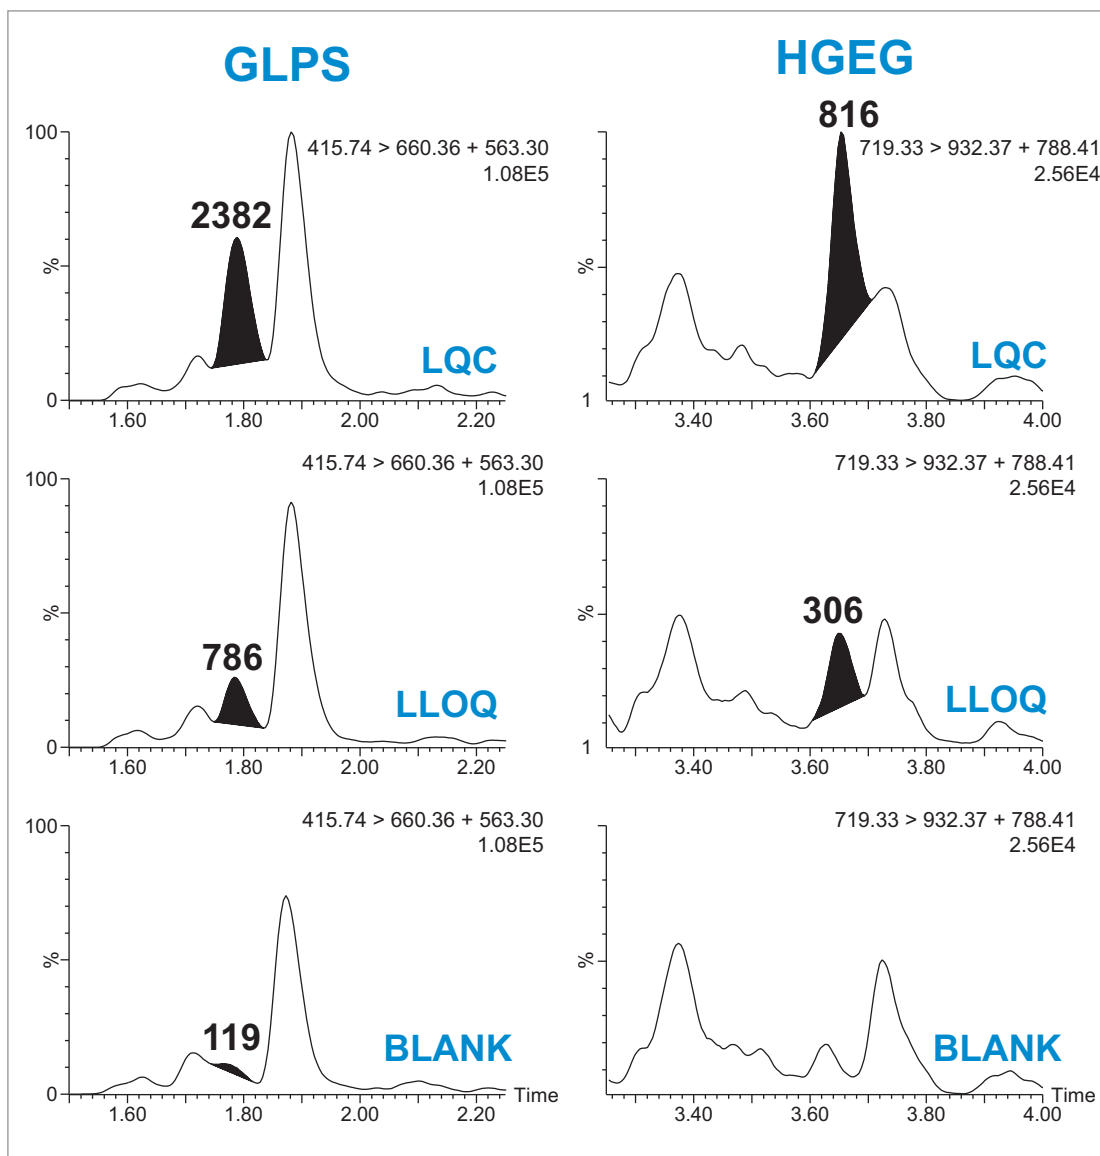 GLPS
HGEG
816
100
415.74 > 660.36 + 563.30
1.08E5
2382
%
LQC
0
1.60 1.80 2.00 2.20
719.33 > 932.37 + 788.41
2.56E4
%
LQC
1
3.40 3.60 3.80 4.00
415.74 > 660.36 + 563.30
1.08E5
100
%
786
LLOQ
0
1.60 1.80 2.00 2.20
719.33 > 932.37 + 788.41
2.56E4
%
306
LLOQ
1
3.40 3.60 3.80 4.00
415.74 > 660.36 + 563.30
1.08E5
100
%
119
BLANK
0
Time
1.60 1.80 2.00 2.20
719.33 > 932.37 + 788.41
2.56E4
%
BLANK
1
Time
3.40 3.60 3.80 4.00